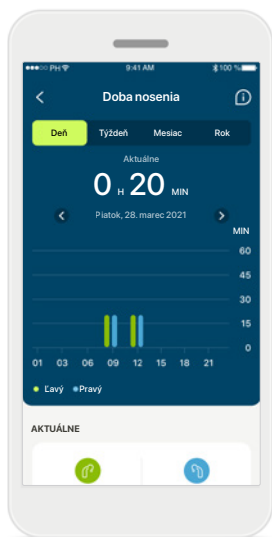 PH 9:41 AM 100 %
Doba nosenia
Deň Týždeň Mesiac Rok
Aktuálne
0 H 20 MIN
Piatok, 28. marec 2021
MIN
60
45
30
15
0
01 03 06 09 12 15 18 21
Ľavý Pravý
AKTUÁLNE